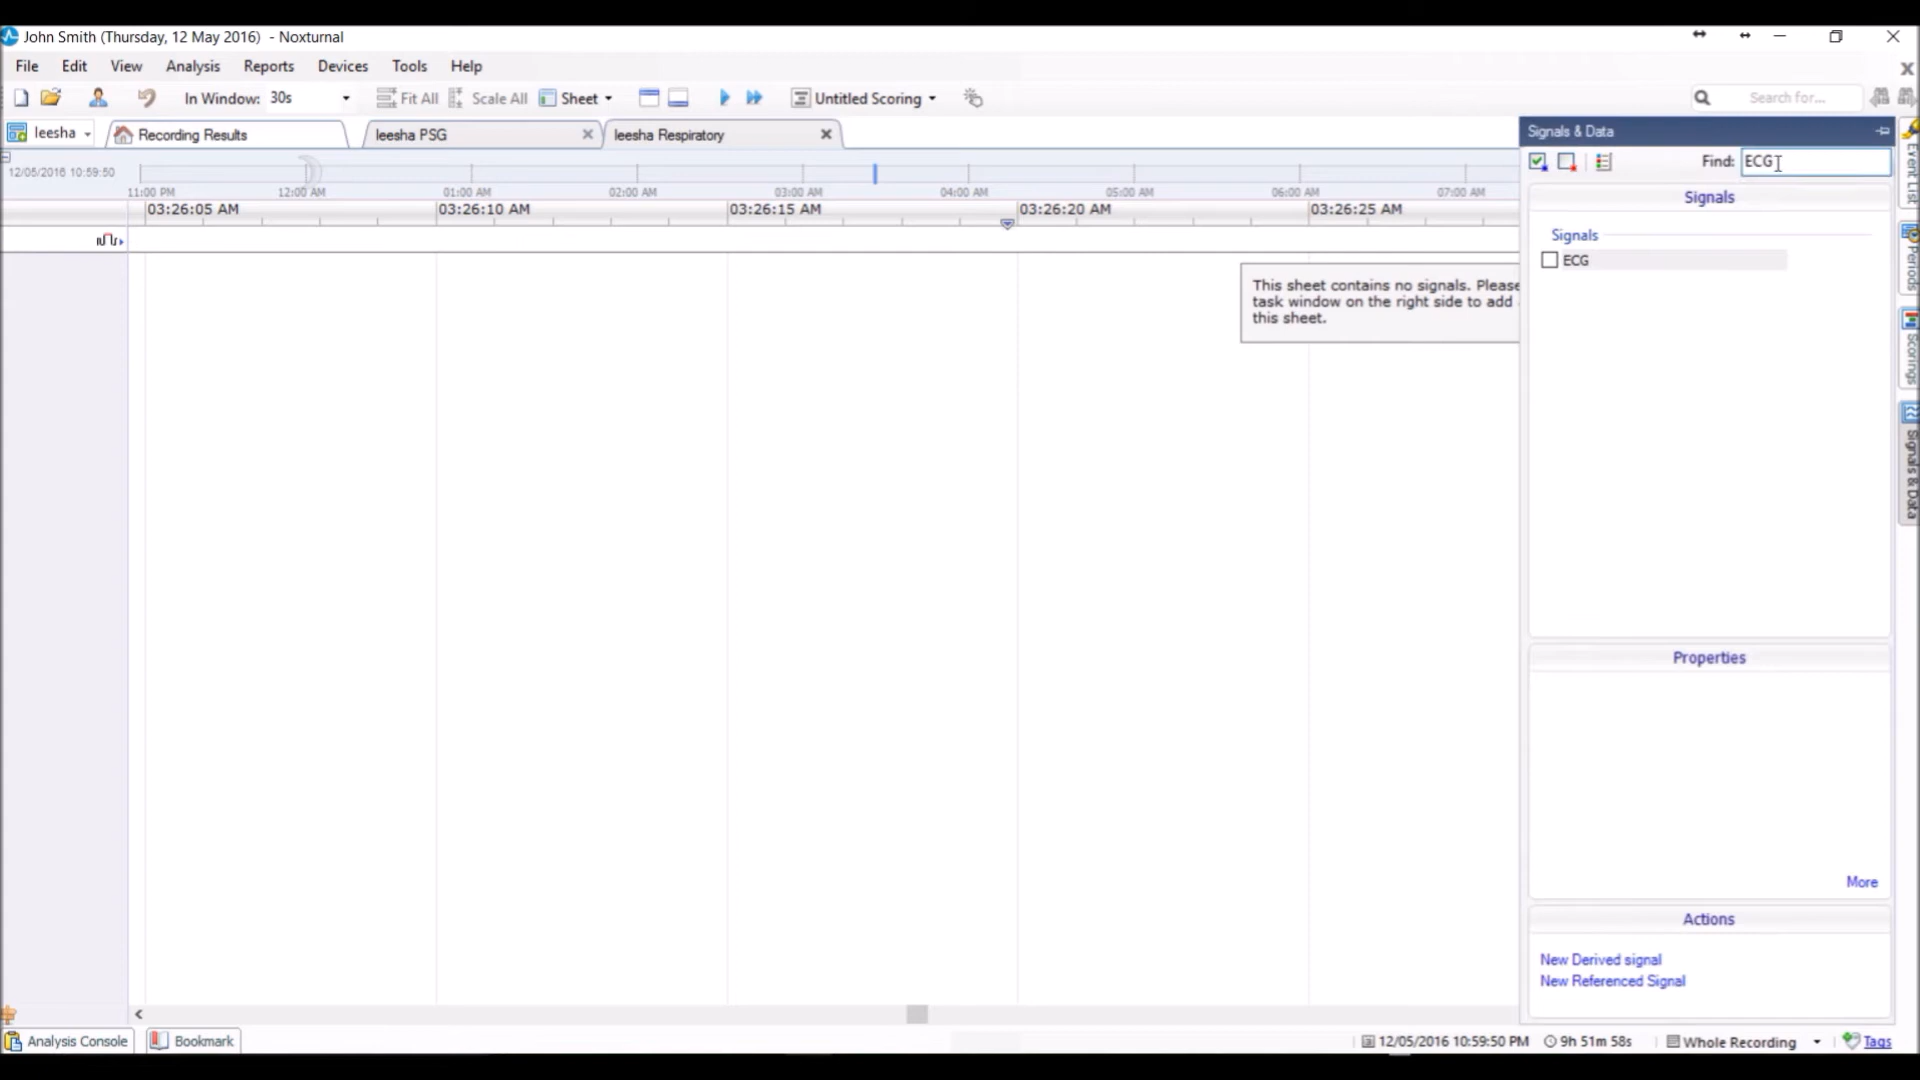 John Smith (Thursday, 12 May 2016) - Noxturnal
File Edit View Analysis Reports Devices Tools Help
In Window: 30s Fit All Scale All Sheet Untitled Scoring Search for...
leesha Recording Results leesha PSG leesha Respiratory
Signals & Data
Find: ECG
12/05/2016 10:59:50
11:00 PM 12:00 AM 01:00 AM 02:00 AM 03:00 AM 04:00 AM 05:00 AM 06:00 AM 07:00 AM
03:26:05 AM 03:26:10 AM 03:26:15 AM 03:26:20 AM 03:26:25 AM
Signals
Signals
ECG
This sheet contains no signals. Please
task window on the right side to add
this sheet.
Properties
More
Actions
New Derived signal
New Referenced Signal
Event List
Periods
Scorings
Signals & Data
Analysis Console Bookmark 12/05/2016 10:59:50 PM 9h 51m 58s Whole Recording Tags